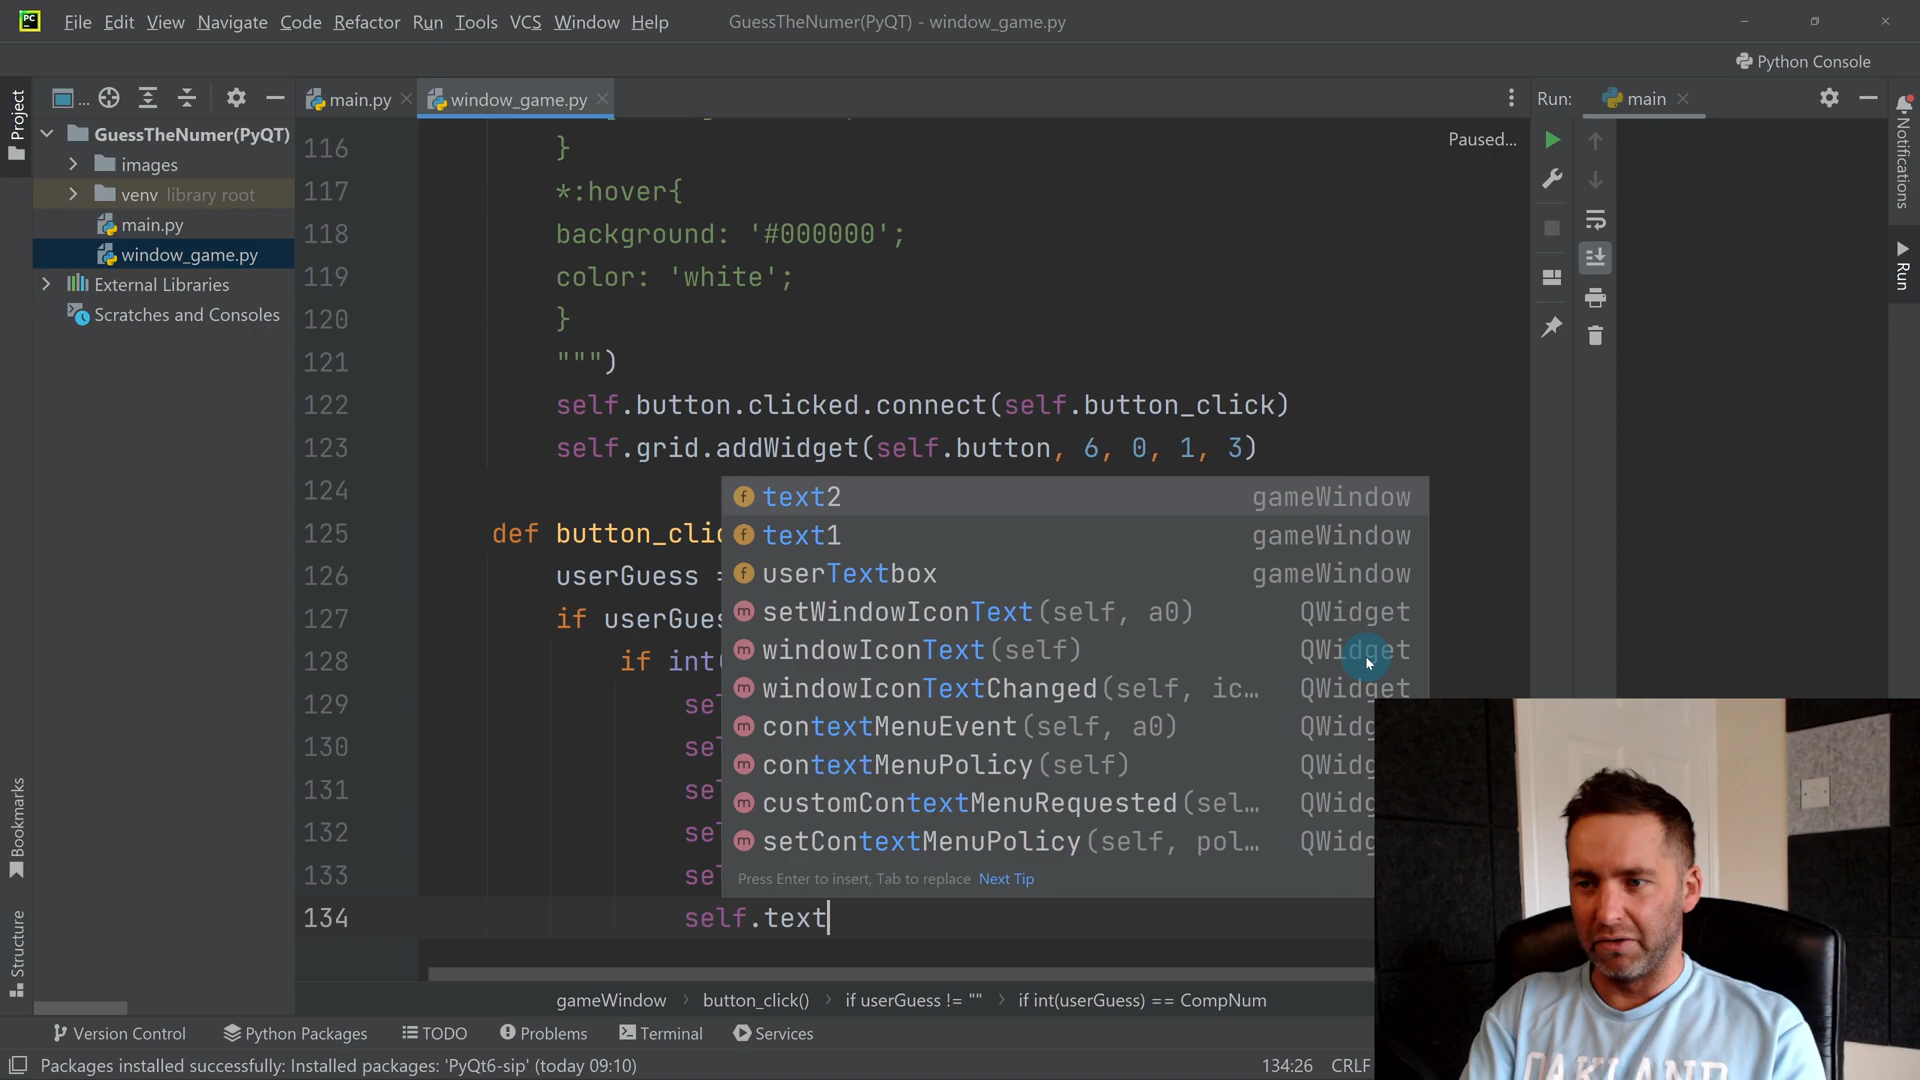 PC File Edit View Navigate Code Refactor Run Tools VCS Window Help GuessTheNumer(PyQT) - window_game.py
Python Console
Project
... main.py window_game.py Run: main
Notifications
Run
GuessTheNumer(PyQT)
images
venv library root
main.py
window_game.py
External Libraries
Scratches and Consoles
Paused...
116 }
117 *:hover{
118 background: '#000000';
119 color: 'white';
120 }
121 """)
122 self.button.clicked.connect(self.button_click)
123 self.grid.addWidget(self.button, 6, 0, 1, 3)
124
125 def button_clic
126 userGuess =
127 if userGues
128 if int(
129 sel
130 sel
131 sel
132 sel
133 sel
134 self.text
text2 gameWindow
text1 gameWindow
userTextbox gameWindow
setWindowIconText(self, a0) QWidget
windowIconText(self) QWidget
windowIconTextChanged(self, ic... QWidget
contextMenuEvent(self, a0) QWidg
contextMenuPolicy(self) QWidg
customContextMenuRequested(sel... QWidg
setContextMenuPolicy(self, pol... QWidg
Press Enter to insert, Tab to replace Next Tip
Bookmarks
Structure
gameWindow button_click() if userGuess != "" if int(userGuess) == CompNum
Version Control Python Packages TODO Problems Terminal Services
Packages installed successfully: Installed packages: 'PyQt6-sip' (today 09:10) 134:26 CRLF
OAKLAND